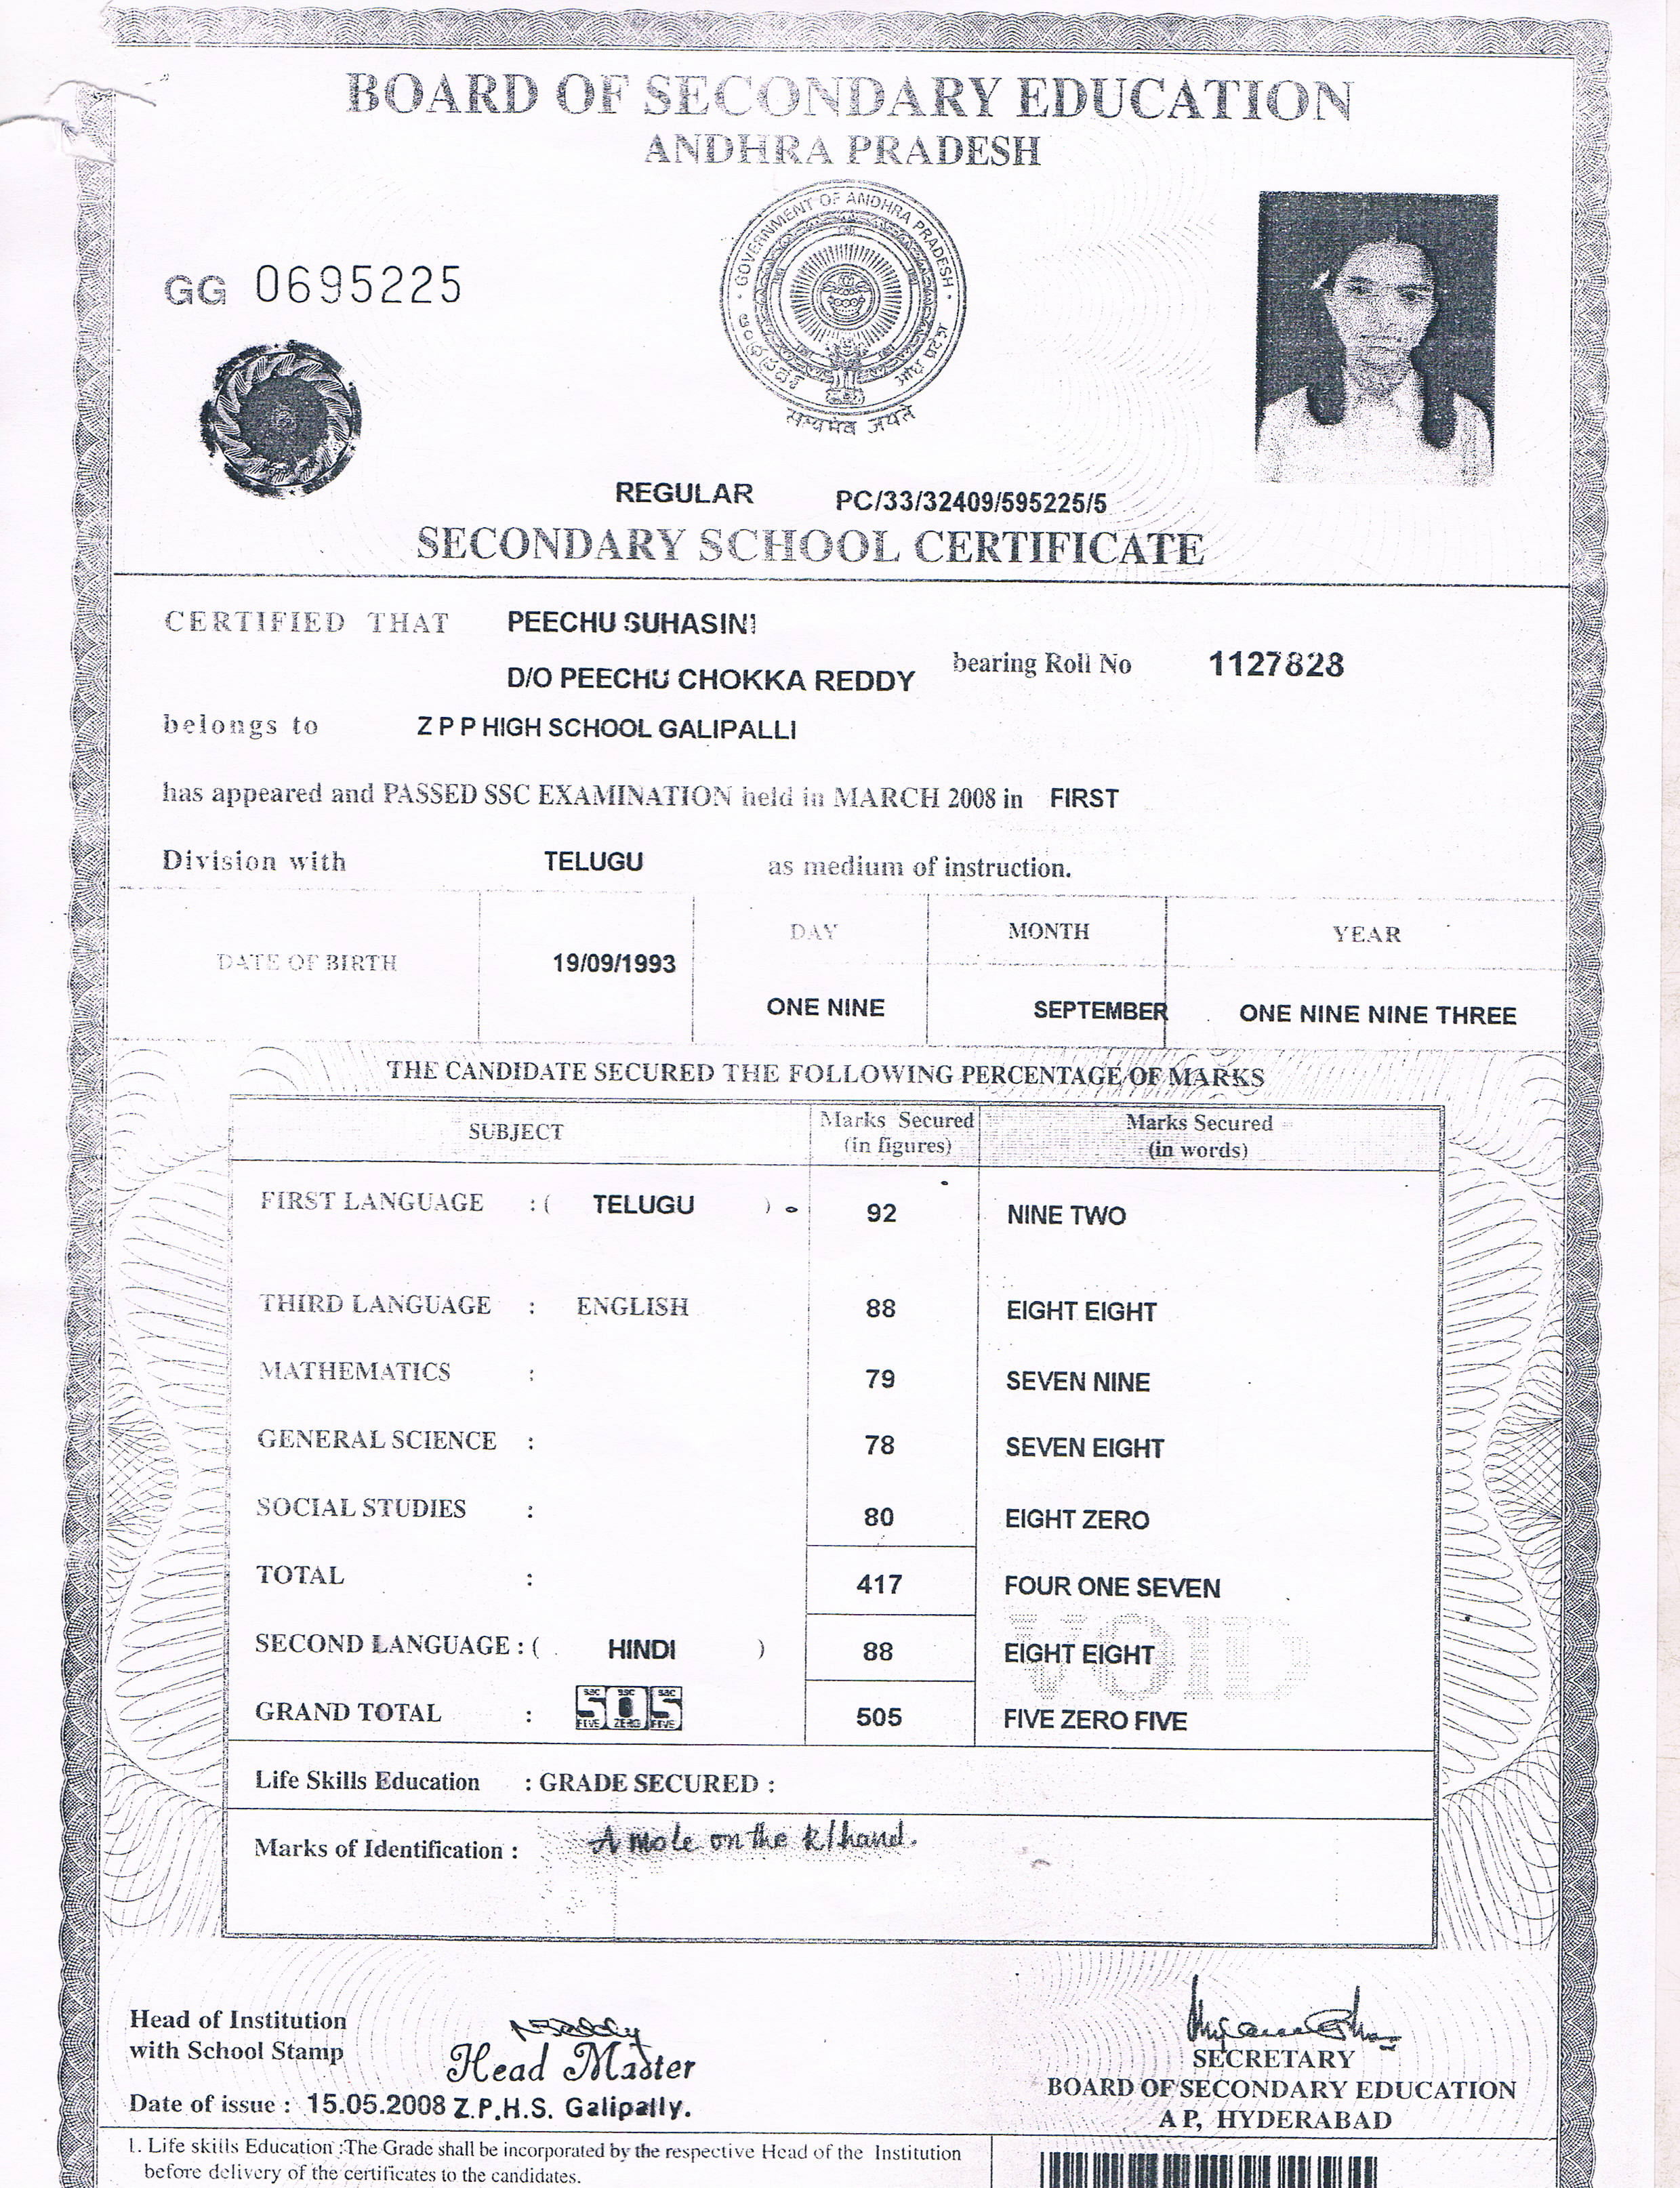 BOARD OF SECONDARY EDUCATION
ANDHRA PRADESH
GOVERNMENT OF ANDHRA PRADESH
सत्यमेव जयते
GG 0695225
REGULAR PC/33/32409/595225/5
SECONDARY SCHOOL CERTIFICATE
CERTIFIED THAT PEECHU SUHASINI
D/O PEECHU CHOKKA REDDY bearing Roll No 1127828
belongs to Z P P HIGH SCHOOL GALIPALLI
has appeared and PASSED SSC EXAMINATION held in MARCH 2008 in FIRST
Division with TELUGU as medium of instruction.
DATE OF BIRTH 19/09/1993 DAY MONTH YEAR
ONE NINE SEPTEMBER ONE NINE NINE THREE
THE CANDIDATE SECURED THE FOLLOWING PERCENTAGE OF MARKS
SUBJECT Marks Secured (in figures) Marks Secured (in words)
FIRST LANGUAGE : ( TELUGU ) 92 NINE TWO
THIRD LANGUAGE : ENGLISH 88 EIGHT EIGHT
MATHEMATICS : 79 SEVEN NINE
GENERAL SCIENCE : 78 SEVEN EIGHT
SOCIAL STUDIES : 80 EIGHT ZERO
TOTAL : 417 FOUR ONE SEVEN
SECOND LANGUAGE : ( HINDI ) 88 EIGHT EIGHT
VOID
GRAND TOTAL : 505 505 FIVE ZERO FIVE
Life Skills Education : GRADE SECURED :
Marks of Identification : A mole on the R/hand.
Head of Institution
with School Stamp
Head Master
Date of issue : 15.05.2008 Z.P.H.S. Galipally.
SECRETARY
BOARD OF SECONDARY EDUCATION
A P, HYDERABAD
1. Life skills Education :The Grade shall be incorporated by the respective Head of the Institution
before delivery of the certificates to the candidates.